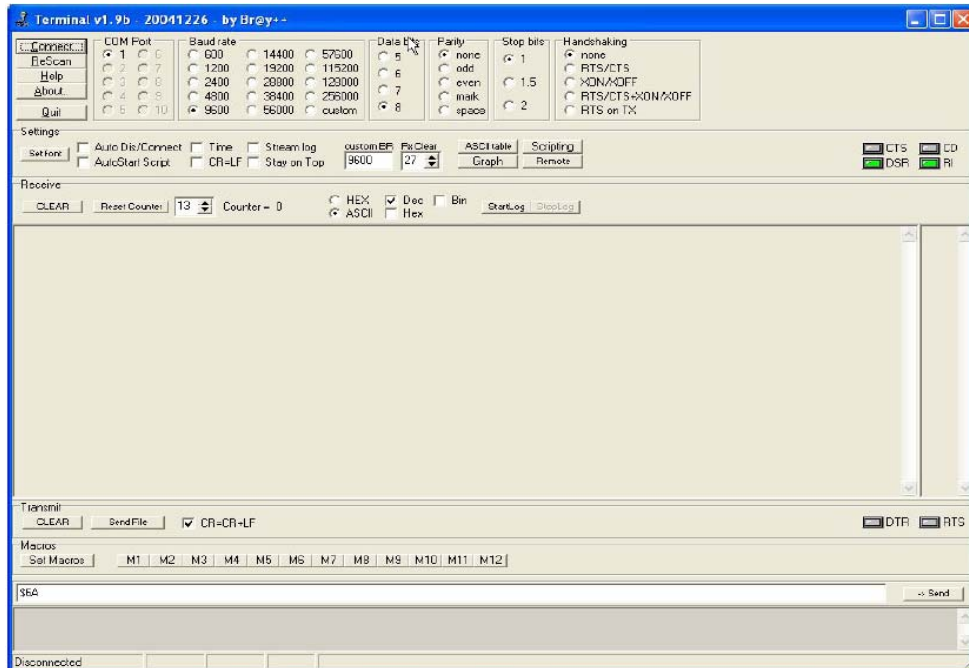 Terminal v1.9b - 20041226 - by Br@y++
Connect
ReScan
Help
About..
Quit
COM Port
1 6
2 7
3 8
4 9
5 10
Baud rate
600 14400 57600
1200 19200 115200
2400 28800 128000
4800 38400 256000
9600 56000 custom
Data bits
5
6
7
8
Parity
none
odd
even
mark
space
Stop bits
1
1.5
2
Handshaking
none
RTS/CTS
XON/XOFF
RTS/CTS+XON/XOFF
RTS on TX
Settings
Set font
Auto Dis/Connect Time Stream log
AutoStart Script CR=LF Stay on Top
custom BR Rx Clear
9600 27
ASCII table Scripting
Graph Remote
CTS CD
DSR RI
Receive
CLEAR Reset Counter 13 Counter = 0
HEX Dec Bin
ASCII Hex
StartLog StopLog
Transmit
CLEAR Send File CR=CR+LF
DTR RTS
Macros
Set Macros M1 M2 M3 M4 M5 M6 M7 M8 M9 M10 M11 M12
$EA
-> Send
Disconnected